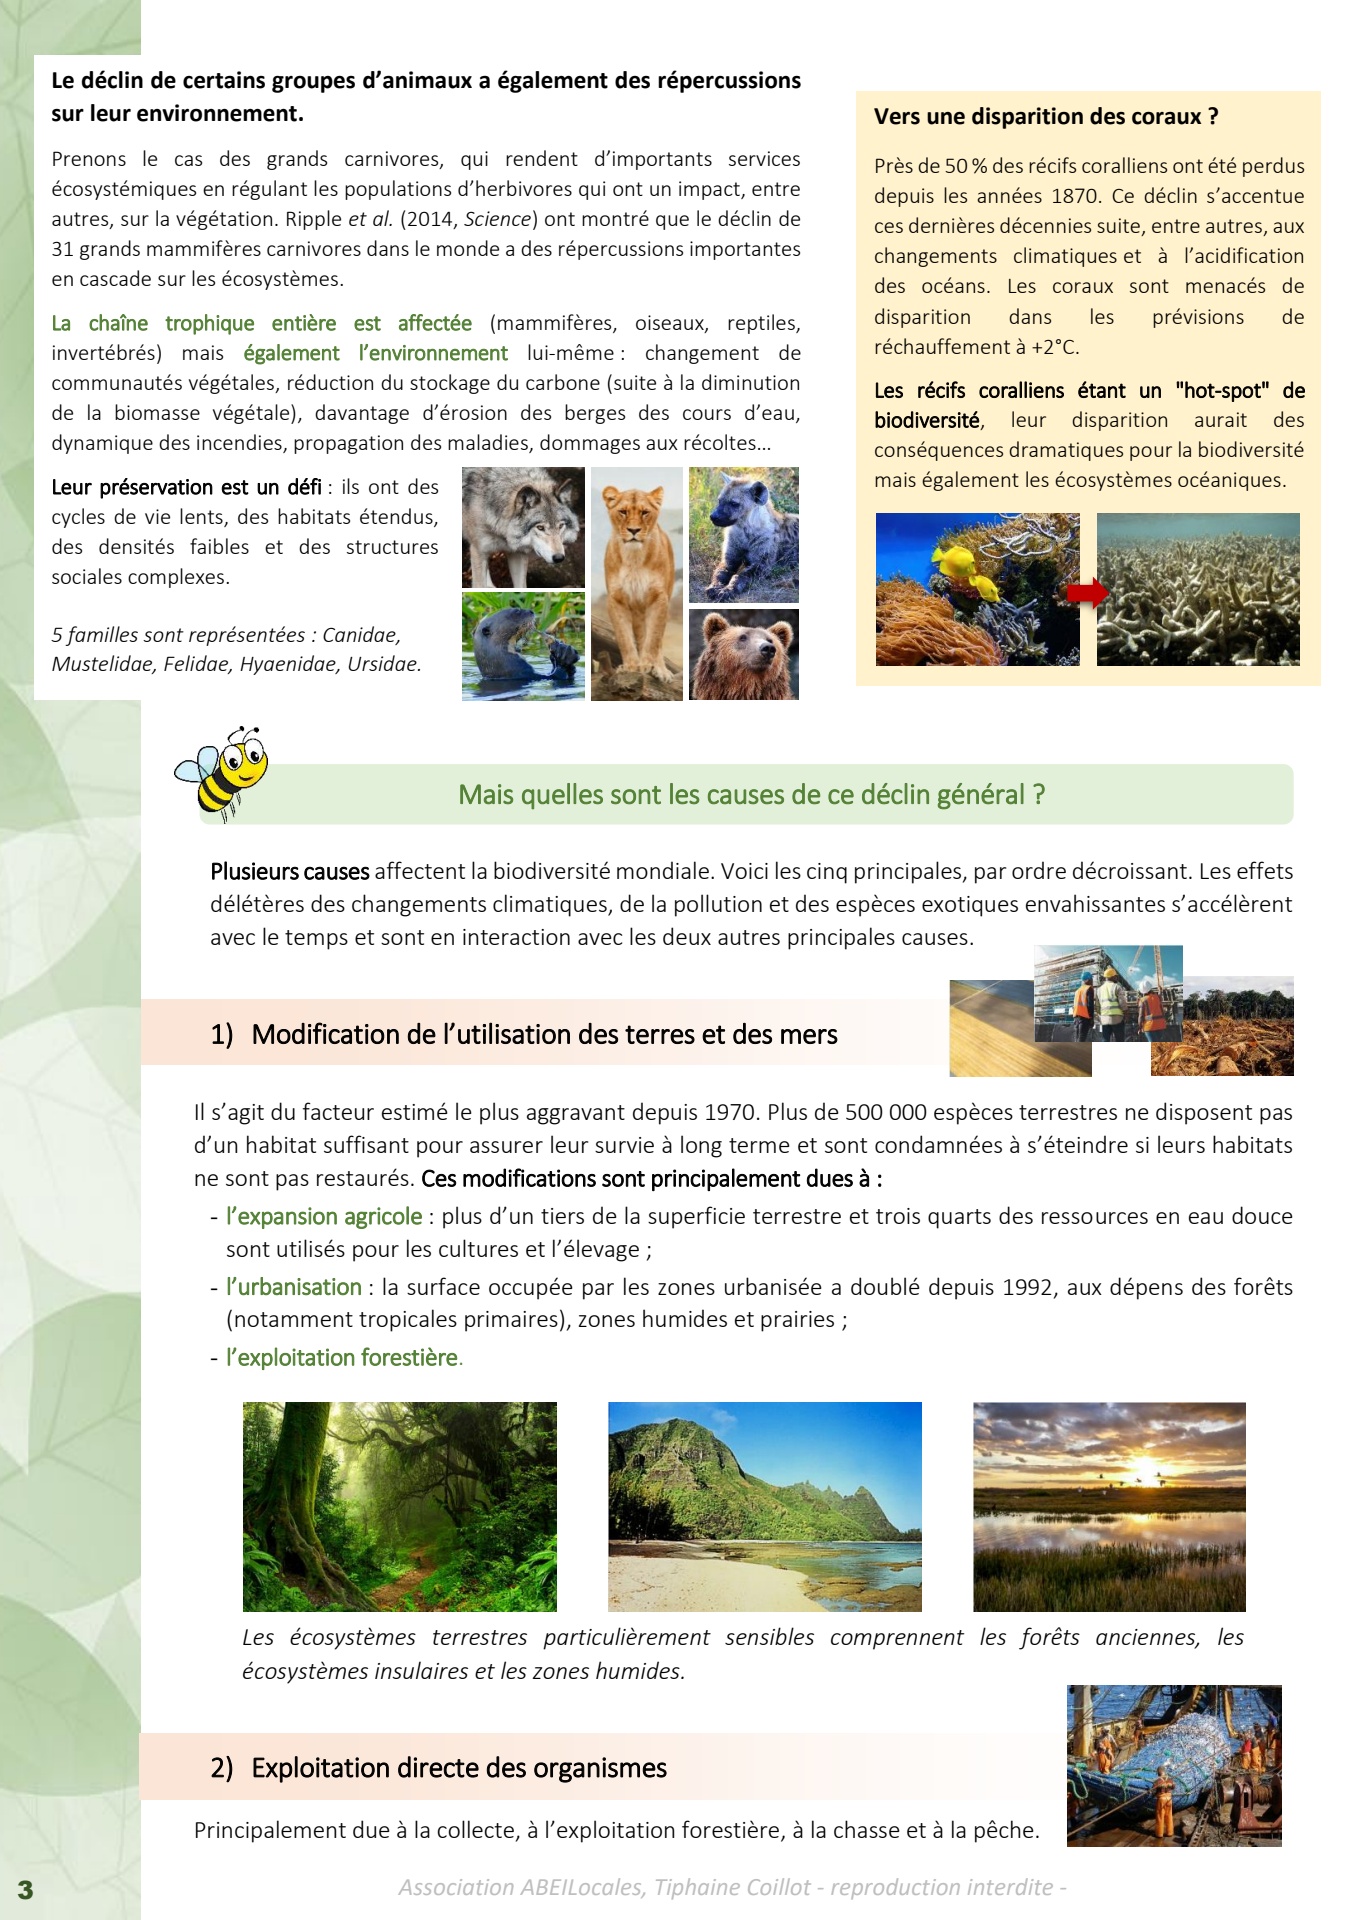 Le déclin de certains groupes d’animaux a également des répercussions
sur leur environnement.
Prenons le cas des grands carnivores, qui rendent d’importants services
écosystémiques en régulant les populations d’herbivores qui ont un impact, entre
autres, sur la végétation. Ripple et al. (2014, Science) ont montré que le déclin de
31 grands mammifères carnivores dans le monde a des répercussions importantes
en cascade sur les écosystèmes.
La chaîne trophique entière est affectée (mammifères, oiseaux, reptiles,
invertébrés) mais également l’environnement lui-même : changement de
communautés végétales, réduction du stockage du carbone (suite à la diminution
de la biomasse végétale), davantage d’érosion des berges des cours d’eau,
dynamique des incendies, propagation des maladies, dommages aux récoltes…
Leur préservation est un défi : ils ont des
cycles de vie lents, des habitats étendus,
des densités faibles et des structures
sociales complexes.
5 familles sont représentées : Canidae,
Mustelidae, Felidae, Hyaenidae, Ursidae.
Vers une disparition des coraux ?
Près de 50 % des récifs coralliens ont été perdus
depuis les années 1870. Ce déclin s’accentue
ces dernières décennies suite, entre autres, aux
changements climatiques et à l’acidification
des océans. Les coraux sont menacés de
disparition dans les prévisions de
réchauffement à +2°C.
Les récifs coralliens étant un "hot-spot" de
biodiversité, leur disparition aurait des
conséquences dramatiques pour la biodiversité
mais également les écosystèmes océaniques.
Mais quelles sont les causes de ce déclin général ?
Plusieurs causes affectent la biodiversité mondiale. Voici les cinq principales, par ordre décroissant. Les effets
délétères des changements climatiques, de la pollution et des espèces exotiques envahissantes s’accélèrent
avec le temps et sont en interaction avec les deux autres principales causes.
1) Modification de l’utilisation des terres et des mers
Il s’agit du facteur estimé le plus aggravant depuis 1970. Plus de 500 000 espèces terrestres ne disposent pas
d’un habitat suffisant pour assurer leur survie à long terme et sont condamnées à s’éteindre si leurs habitats
ne sont pas restaurés. Ces modifications sont principalement dues à :
- l’expansion agricole : plus d’un tiers de la superficie terrestre et trois quarts des ressources en eau douce
sont utilisés pour les cultures et l’élevage ;
- l’urbanisation : la surface occupée par les zones urbanisée a doublé depuis 1992, aux dépens des forêts
(notamment tropicales primaires), zones humides et prairies ;
- l’exploitation forestière.
Les écosystèmes terrestres particulièrement sensibles comprennent les forêts anciennes, les
écosystèmes insulaires et les zones humides.
2) Exploitation directe des organismes
Principalement due à la collecte, à l’exploitation forestière, à la chasse et à la pêche.
3
Association ABEILocales, Tiphaine Coillot - reproduction interdite -